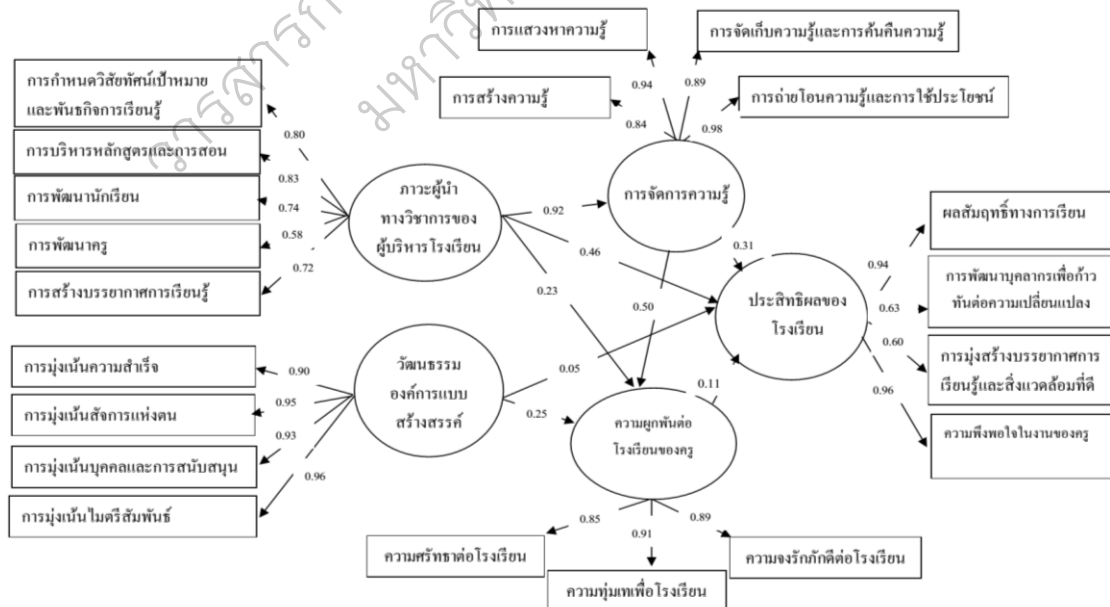 วารสารก
มหาวิท
การแสวงหาความรู้
การจัดเก็บความรู้และการค้นคืนความรู้
0.94
0.89
การสร้างความรู้
การถ่ายโอนความรู้และการใช้ประโยชน์
0.84
0.98
การกำหนดวิสัยทัศน์เป้าหมาย
และพันธกิจการเรียนรู้
0.80
การบริหารหลักสูตรและการสอน
0.83
การพัฒนานักเรียน
0.74
การพัฒนาครู
0.58
การสร้างบรรยากาศการเรียนรู้
0.72
ภาวะผู้นำ
ทางวิชาการของ
ผู้บริหารโรงเรียน
การจัดการความรู้
0.92
0.46
0.23
0.31
0.50
ประสิทธิผลของ
โรงเรียน
ผลสัมฤทธิ์ทางการเรียน
0.94
การพัฒนาบุคลากรเพื่อก้าว
ทันต่อความเปลี่ยนแปลง
0.63
0.60
การมุ่งสร้างบรรยากาศการ
เรียนรู้และสิ่งแวดล้อมที่ดี
0.96
ความพึงพอใจในงานของครู
การมุ่งเน้นความสำเร็จ
0.90
การมุ่งเน้นสัจการแห่งตน
0.95
การมุ่งเน้นบุคคลและการสนับสนุน
0.93
การมุ่งเน้นไมตรีสัมพันธ์
0.96
วัฒนธรรม
องค์การแบบ
สร้างสรรค์
0.05
0.25
0.11
ความผูกพันต่อ
โรงเรียนของครู
0.85
0.91
0.89
ความศรัทธาต่อโรงเรียน
ความทุ่มเทเพื่อโรงเรียน
ความจงรักภักดีต่อโรงเรียน